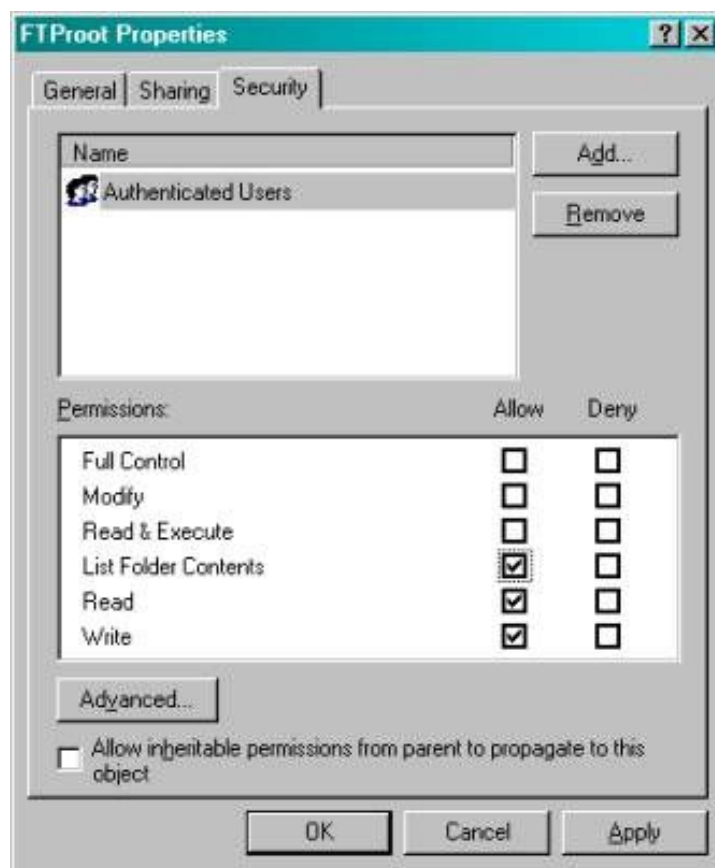 FTProot Properties
General Sharing Security
Name
Add...
Authenticated Users
Remove
Permissions: Allow Deny
Full Control
Modify
Read & Execute
List Folder Contents
Read
Write
Advanced...
Allow inheritable permissions from parent to propagate to this
object
OK Cancel Apply